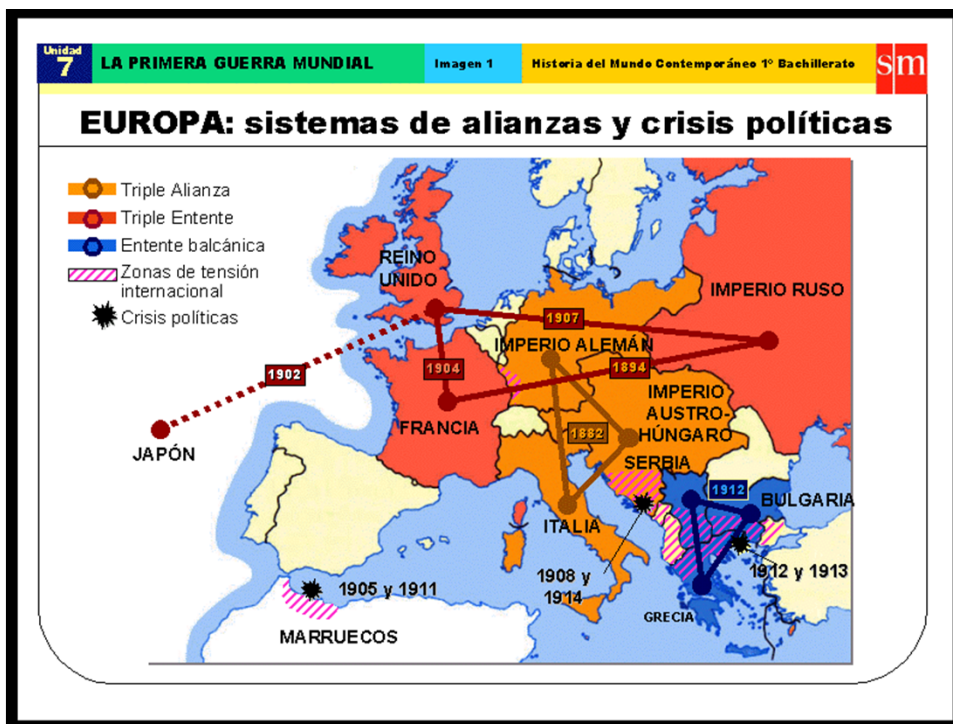 Unidad
7
LA PRIMERA GUERRA MUNDIAL
Imagen 1
Historia del Mundo Contemporáneo 1º Bachillerato
sm
EUROPA: sistemas de alianzas y crisis políticas
Triple Alianza
Triple Entente
Entente balcánica
Zonas de tensión
internacional
Crisis políticas
REINO
UNIDO
IMPERIO RUSO
1907
IMPERIO ALEMÁN
1902
1904
1894
IMPERIO
AUSTRO-
HÚNGARO
FRANCIA
1882
JAPÓN
SERBIA
1912
BULGARIA
ITALIA
1905 y 1911
1908 y
1914
1912 y 1913
GRECIA
MARRUECOS